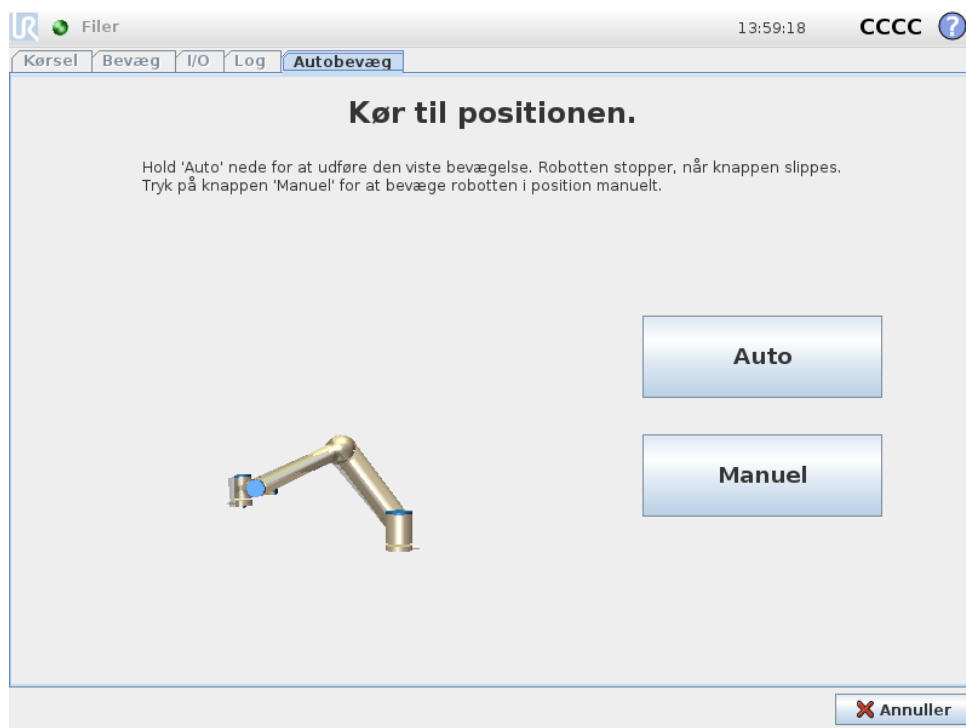 UR Filer 13:59:18 CCCC ?
Kørsel Bevæg I/O Log Autobevæg
Kør til positionen.
Hold 'Auto' nede for at udføre den viste bevægelse. Robotten stopper, når knappen slippes.
Tryk på knappen 'Manuel' for at bevæge robotten i position manuelt.
Auto
Manuel
Annuller